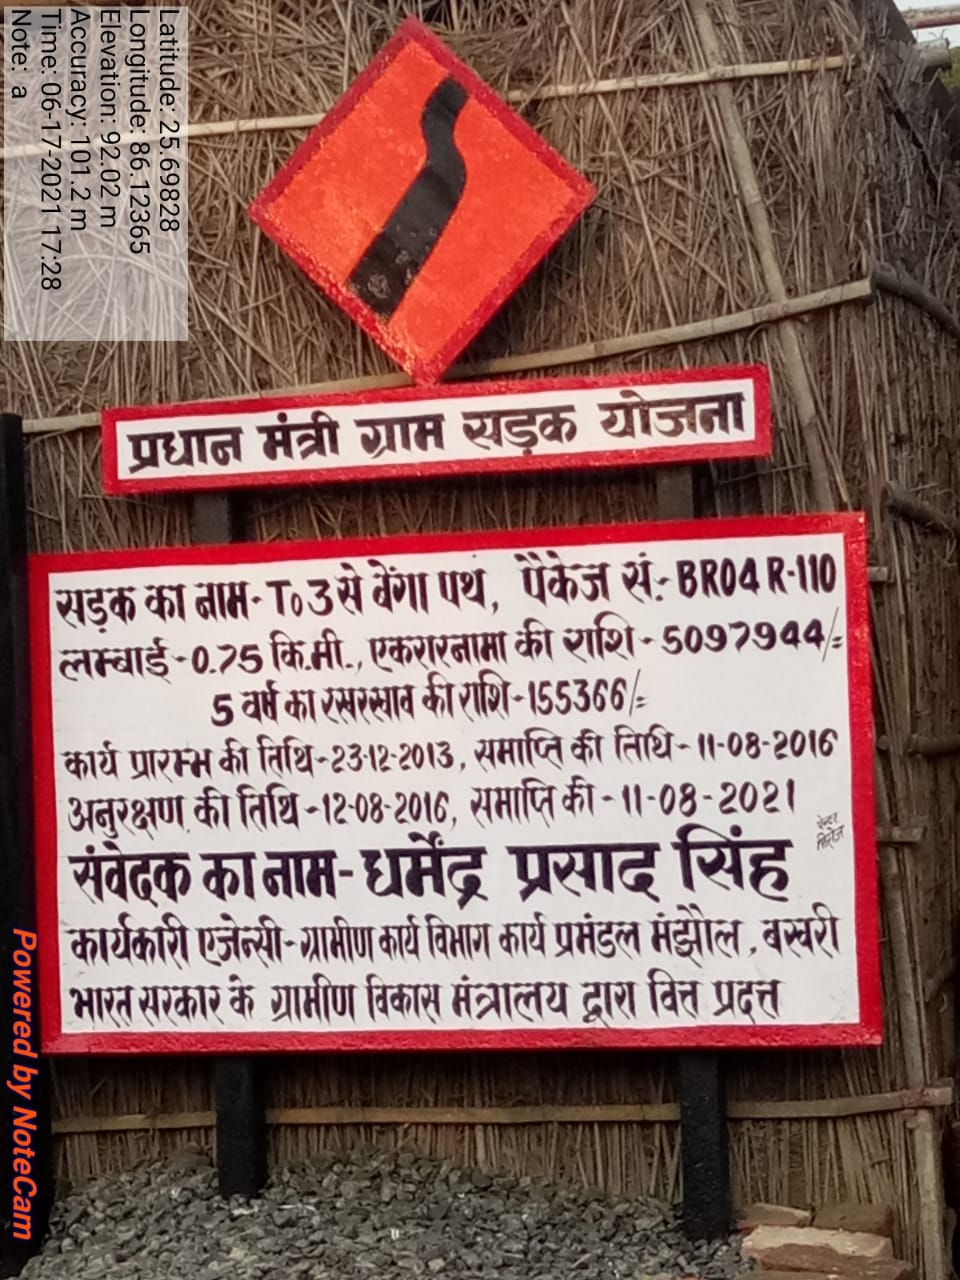 Latitude: 25.69828
Longitude: 86.12365
Elevation: 92.02 m
Accuracy: 101.2 m
Time: 06-17-2021 17:28
Note: a
प्रधान मंत्री ग्राम सड़क योजना
सड़क का नाम- To3 से वेंगा पथ, पैकेज सं:- BR04 R-110
लम्बाई - 0.75 कि.मी., एकरारनामा की राशि - 5097944/=
5 वर्ष का रखरखाव की राशि - 155366/=
कार्य प्रारम्भ की तिथि - 23-12-2013, समाप्ति की तिथि - 11-08-2016
अनुरक्षण की तिथि - 12-08-2016, समाप्ति की - 11-08-2021
संवेदक का नाम- धर्मेंद्र प्रसाद सिंह
कार्यकारी एजेन्सी- ग्रामीण कार्य विभाग कार्य प्रमंडल मंझौल, बखरी
भारत सरकार के ग्रामीण विकास मंत्रालय द्वारा वित्त प्रदत्त
Powered by NoteCam